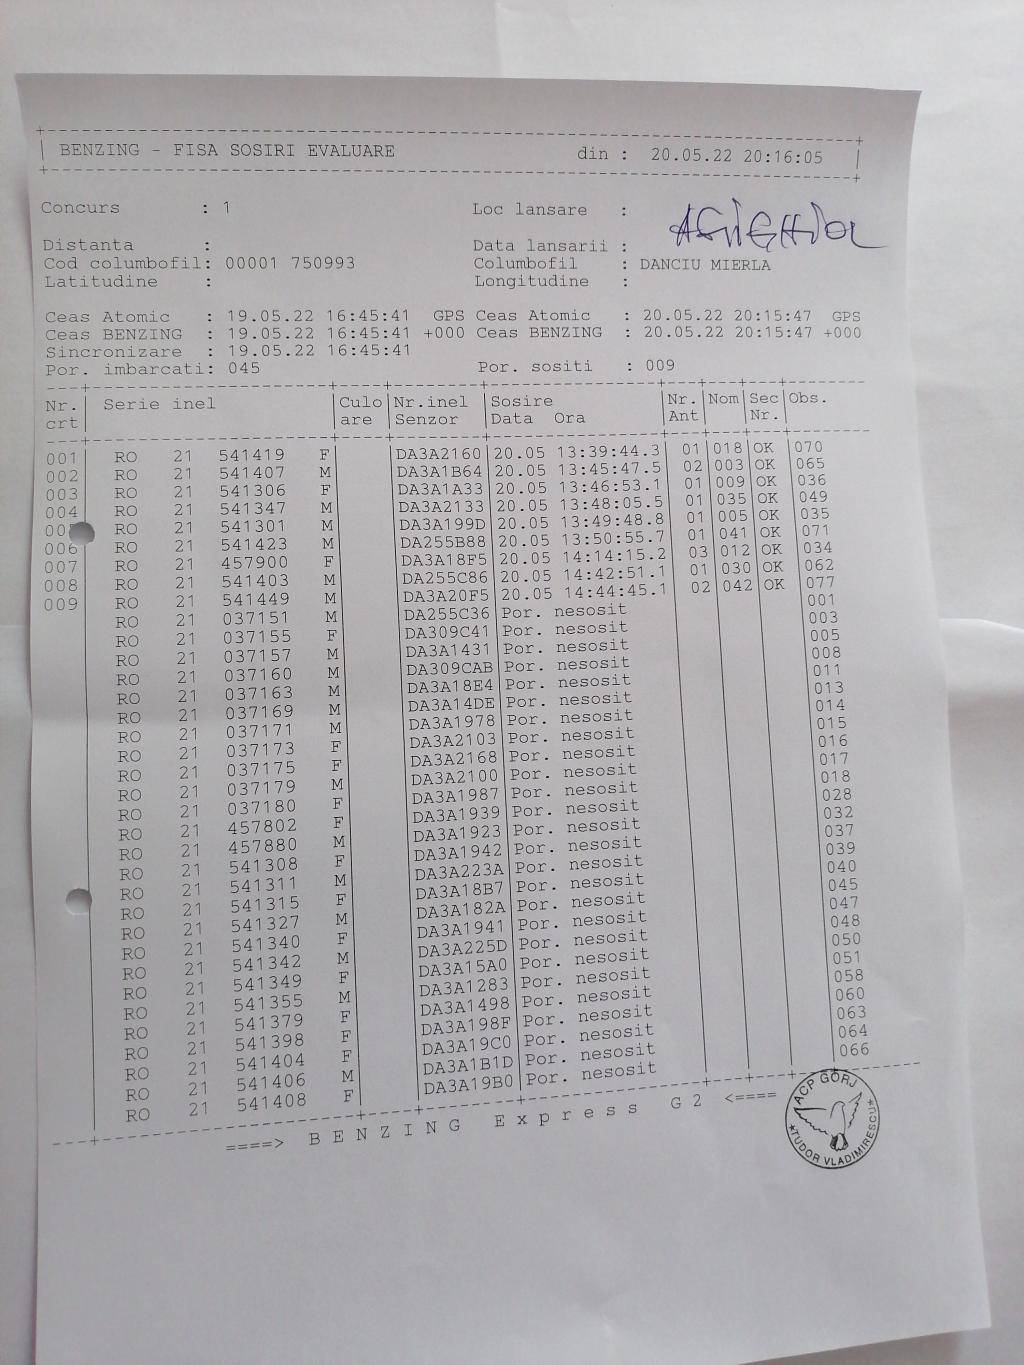 BENZING - FISA SOSIRI EVALUARE din : 20.05.22 20:16:05
Concurs : 1 Loc lansare : AGIGHIOL
Distanta : Data lansarii :
Cod columbofil: 00001 750993 Columbofil : DANCIU MIERLA
Latitudine : Longitudine :
Ceas Atomic : 19.05.22 16:45:41 GPS Ceas Atomic : 20.05.22 20:15:47 GPS
Ceas BENZING : 19.05.22 16:45:41 +000 Ceas BENZING : 20.05.22 20:15:47 +000
Sincronizare : 19.05.22 16:45:41
Por. imbarcati: 045 Por. sositi : 009
Nr. Serie inel Culo Nr.inel Sosire Nr. Nom Sec Obs.
crt are Senzor Data Ora Ant Nr.
001 RO 21 541419 F DA3A2160 20.05 13:39:44.3 01 018 OK 070
002 RO 21 541407 M DA3A1B64 20.05 13:45:47.5 02 003 OK 065
003 RO 21 541306 F DA3A1A33 20.05 13:46:53.1 01 009 OK 036
004 RO 21 541347 M DA3A2133 20.05 13:48:05.5 01 035 OK 049
005 RO 21 541301 M DA3A199D 20.05 13:49:48.8 01 005 OK 035
006 RO 21 541423 M DA255B88 20.05 13:50:55.7 01 041 OK 071
007 RO 21 457900 F DA3A18F5 20.05 14:14:15.2 03 012 OK 034
008 RO 21 541403 M DA255C86 20.05 14:42:51.1 01 030 OK 062
009 RO 21 541449 M DA3A20F5 20.05 14:44:45.1 02 042 OK 077
RO 21 037151 M DA255C36 Por. nesosit 001
RO 21 037155 F DA309C41 Por. nesosit 003
RO 21 037157 M DA3A1431 Por. nesosit 005
RO 21 037160 M DA309CAB Por. nesosit 008
RO 21 037163 M DA3A18E4 Por. nesosit 011
RO 21 037169 M DA3A14DE Por. nesosit 013
RO 21 037171 M DA3A1978 Por. nesosit 014
RO 21 037173 F DA3A2103 Por. nesosit 015
RO 21 037175 F DA3A2168 Por. nesosit 016
RO 21 037179 M DA3A2100 Por. nesosit 017
RO 21 037180 F DA3A1987 Por. nesosit 018
RO 21 457802 F DA3A1939 Por. nesosit 028
RO 21 457880 M DA3A1923 Por. nesosit 032
RO 21 541308 F DA3A1942 Por. nesosit 037
RO 21 541311 M DA3A223A Por. nesosit 039
RO 21 541315 F DA3A18B7 Por. nesosit 040
RO 21 541327 M DA3A182A Por. nesosit 045
RO 21 541340 F DA3A1941 Por. nesosit 047
RO 21 541342 M DA3A225D Por. nesosit 048
RO 21 541349 F DA3A15A0 Por. nesosit 050
RO 21 541355 M DA3A1283 Por. nesosit 051
RO 21 541379 F DA3A1498 Por. nesosit 058
RO 21 541398 F DA3A198F Por. nesosit 060
RO 21 541404 F DA3A19C0 Por. nesosit 063
RO 21 541406 M DA3A1B1D Por. nesosit 064
RO 21 541408 F DA3A19B0 Por. nesosit 066
====> BENZING Express G2 <====
ACP GORJ
*TUDOR VLADIMIRESCU*